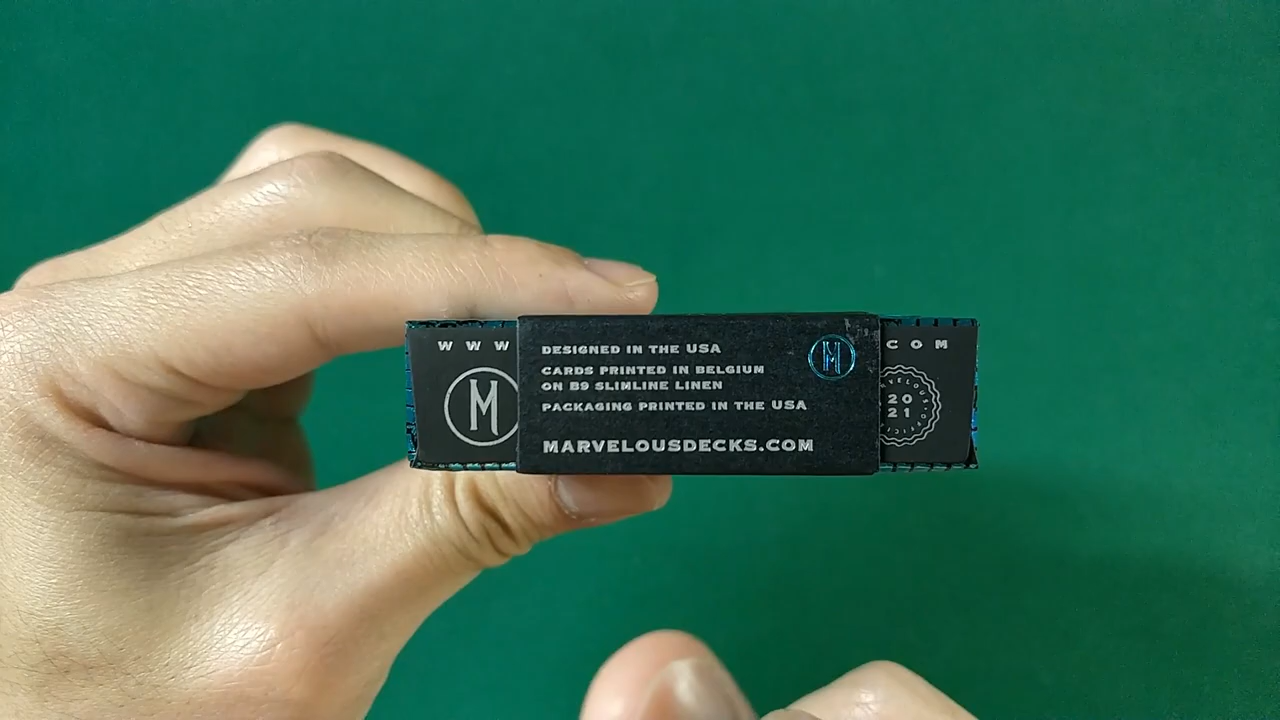 WWW
M
DESIGNED IN THE USA
CARDS PRINTED IN BELGIUM
ON B9 SLIMLINE LINEN
PACKAGING PRINTED IN THE USA
MARVELOUSDECKS.COM
M
COM
20
21